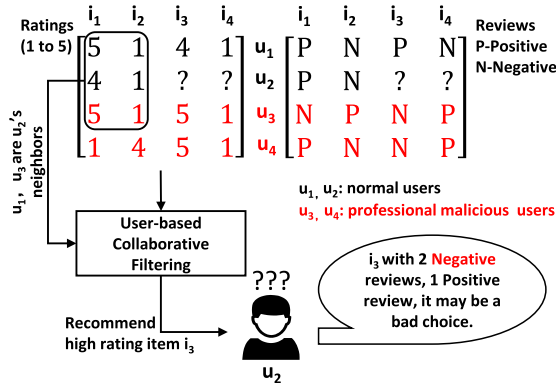 i1 i2 i3 i4 i1 i2 i3 i4
Ratings
(1 to 5)
5 1 4 1 u1 P N P N
4 1 ? ? u2 P N ? ?
5 1 5 1 u3 N P N P
1 4 5 1 u4 P N N P
Reviews
P-Positive
N-Negative
u1, u3 are u2's
neighbors
u1, u2: normal users
u3, u4: professional malicious users
User-based
Collaborative
Filtering
Recommend
high rating item i3
???
u2
i3 with 2 Negative
reviews, 1 Positive
review, it may be a
bad choice.